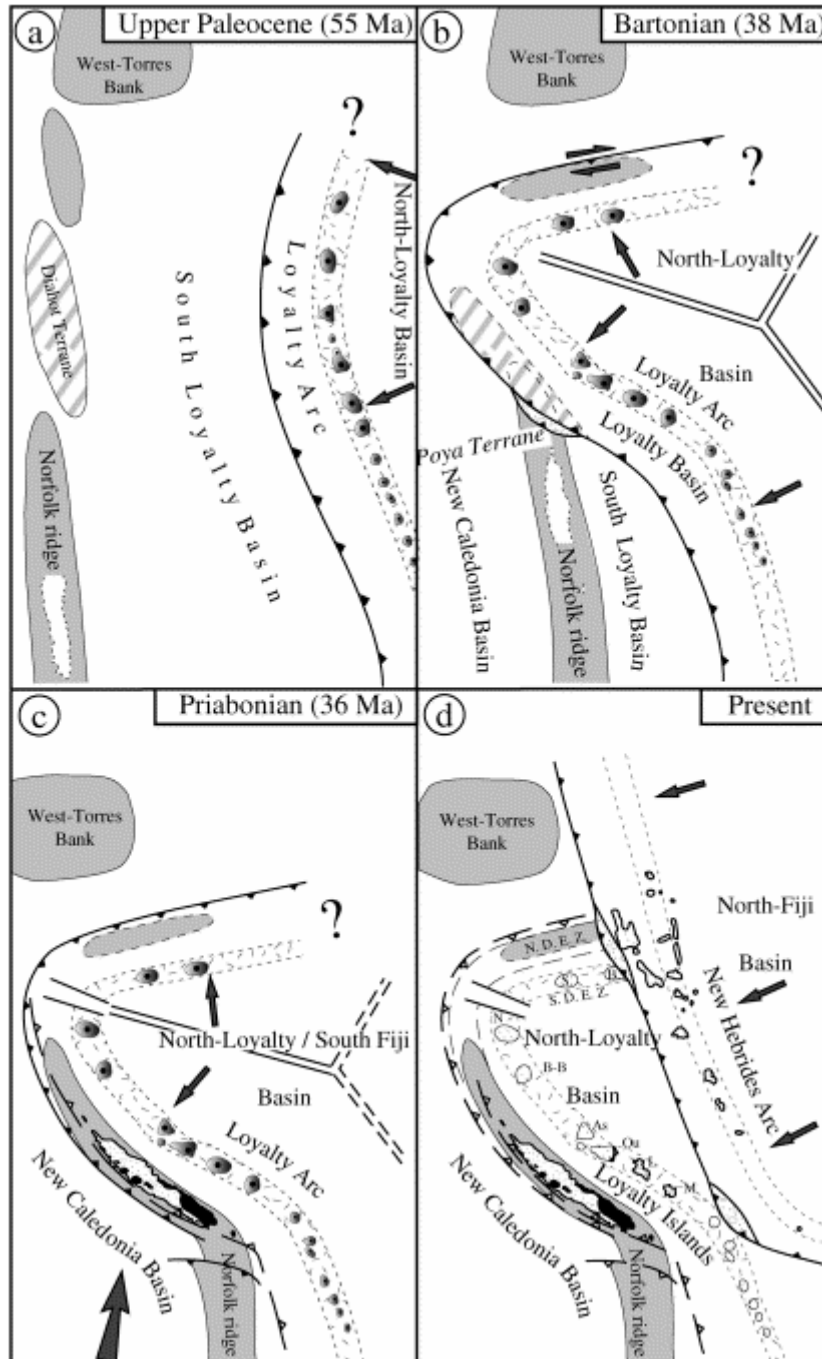 a
Upper Paleocene (55 Ma)
West-Torres
Bank
?
North-Loyalty
Basin
Loyalty Arc
South Loyalty Basin
Diahot Terrane
Norfolk ridge
b
Bartonian (38 Ma)
West-Torres
Bank
?
North-Loyalty
Basin
Loyalty Arc
Loyalty Basin
Poya Terrane
New Caledonia Basin
Norfolk ridge
South Loyalty Basin
c
Priabonian (36 Ma)
West-Torres
Bank
?
North-Loyalty / South Fiji
Basin
Loyalty Arc
New Caledonia Basin
Norfolk ridge
d
Present
West-Torres
Bank
North-Fiji
Basin
N. D. E. Z.
S. D. E. Z.
New Hebrides Arc
North-Loyalty
Basin
B-B
As
Ou
Loyalty Islands
New Caledonia Basin
Norfolk ridge